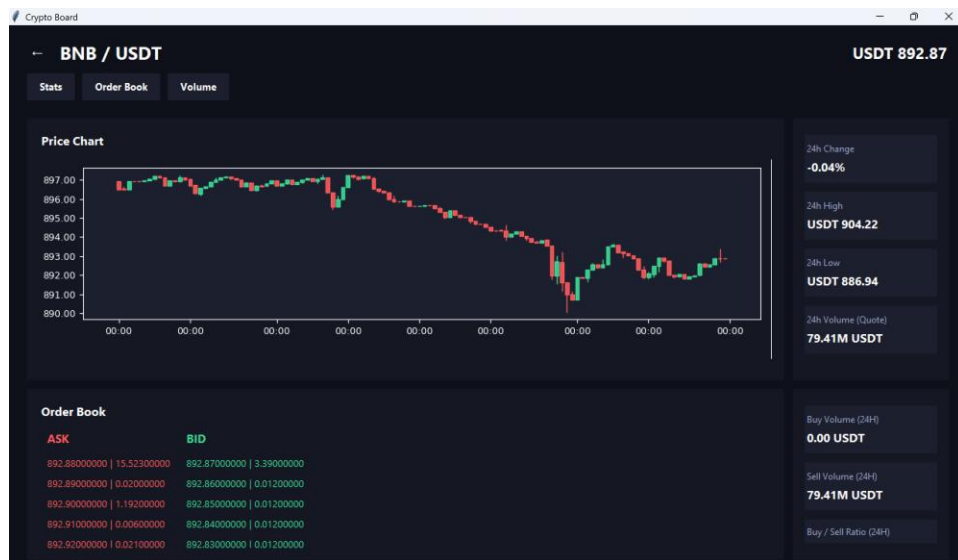 Crypto Board
← BNB / USDT
USDT 892.87
Stats Order Book Volume
Price Chart
897.00
896.00
895.00
894.00
893.00
892.00
891.00
890.00
00:00 00:00 00:00 00:00 00:00 00:00 00:00 00:00 00:00
24h Change
-0.04%
24h High
USDT 904.22
24h Low
USDT 886.94
24h Volume (Quote)
79.41M USDT
Order Book
ASK BID
892.88000000 | 15.52300000 892.87000000 | 3.39000000
892.89000000 | 0.02000000 892.86000000 | 0.01200000
892.90000000 | 1.19200000 892.85000000 | 0.01200000
892.91000000 | 0.00600000 892.84000000 | 0.01200000
892.92000000 | 0.02100000 892.83000000 | 0.01200000
Buy Volume (24H)
0.00 USDT
Sell Volume (24H)
79.41M USDT
Buy / Sell Ratio (24H)